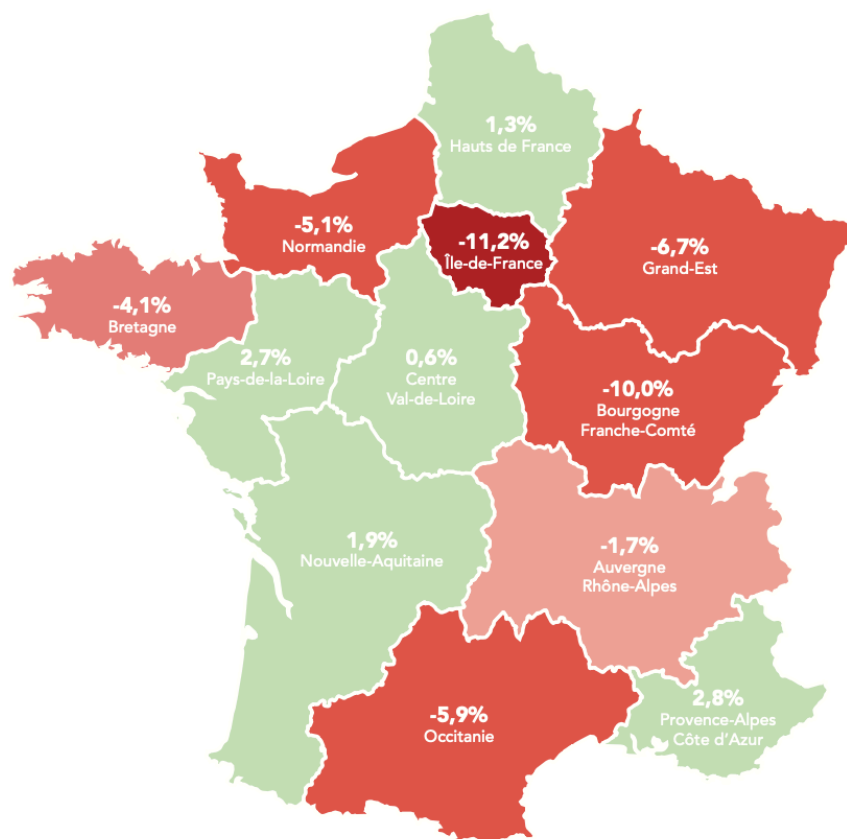 1,3%
Hauts de France
-5,1%
Normandie
-11,2%
Île-de-France
-6,7%
Grand-Est
-4,1%
Bretagne
2,7%
Pays-de-la-Loire
0,6%
Centre
Val-de-Loire
-10,0%
Bourgogne
Franche-Comté
1,9%
Nouvelle-Aquitaine
-1,7%
Auvergne
Rhône-Alpes
-5,9%
Occitanie
2,8%
Provence-Alpes
Côte d'Azur